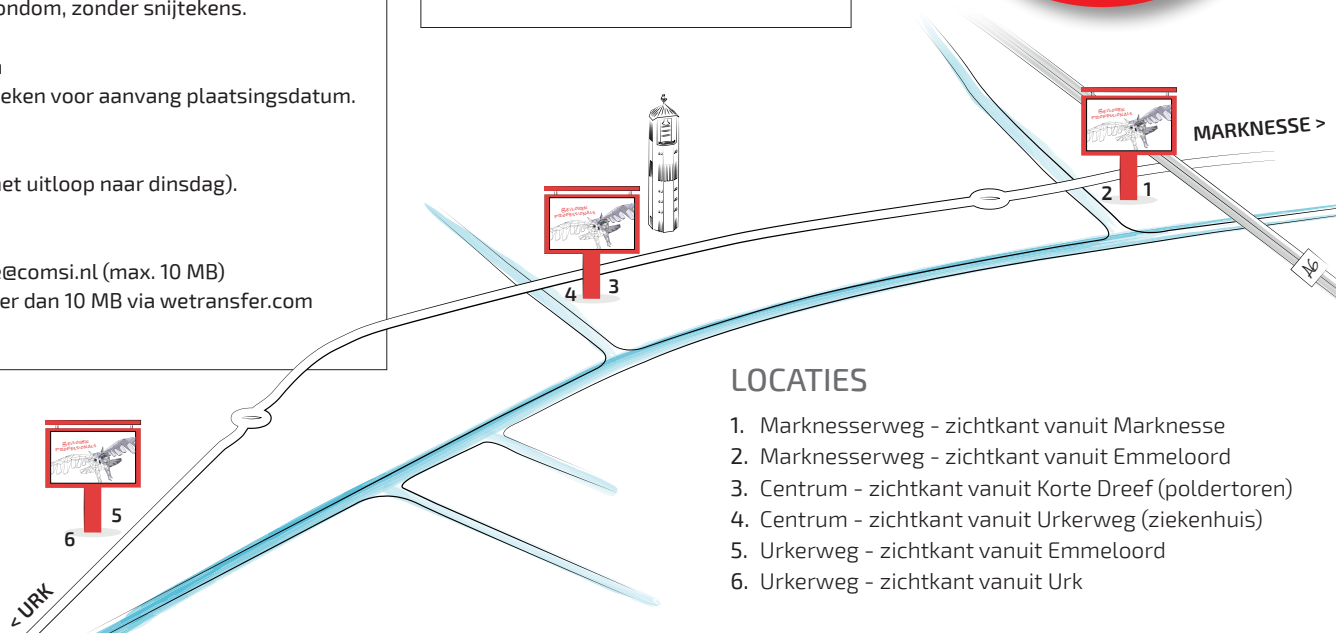 ondom, zonder snijtekens.
eken voor aanvang plaatsingsdatum.
et uitloop naar dinsdag).
@comsi.nl (max. 10 MB)
er dan 10 MB via wetransfer.com
MARKNESSE >
2 1
A6
4 3
5
6
< URK
LOCATIES
1. Marknesserweg - zichtkant vanuit Marknesse
2. Marknesserweg - zichtkant vanuit Emmeloord
3. Centrum - zichtkant vanuit Korte Dreef (poldertoren)
4. Centrum - zichtkant vanuit Urkerweg (ziekenhuis)
5. Urkerweg - zichtkant vanuit Emmeloord
6. Urkerweg - zichtkant vanuit Urk